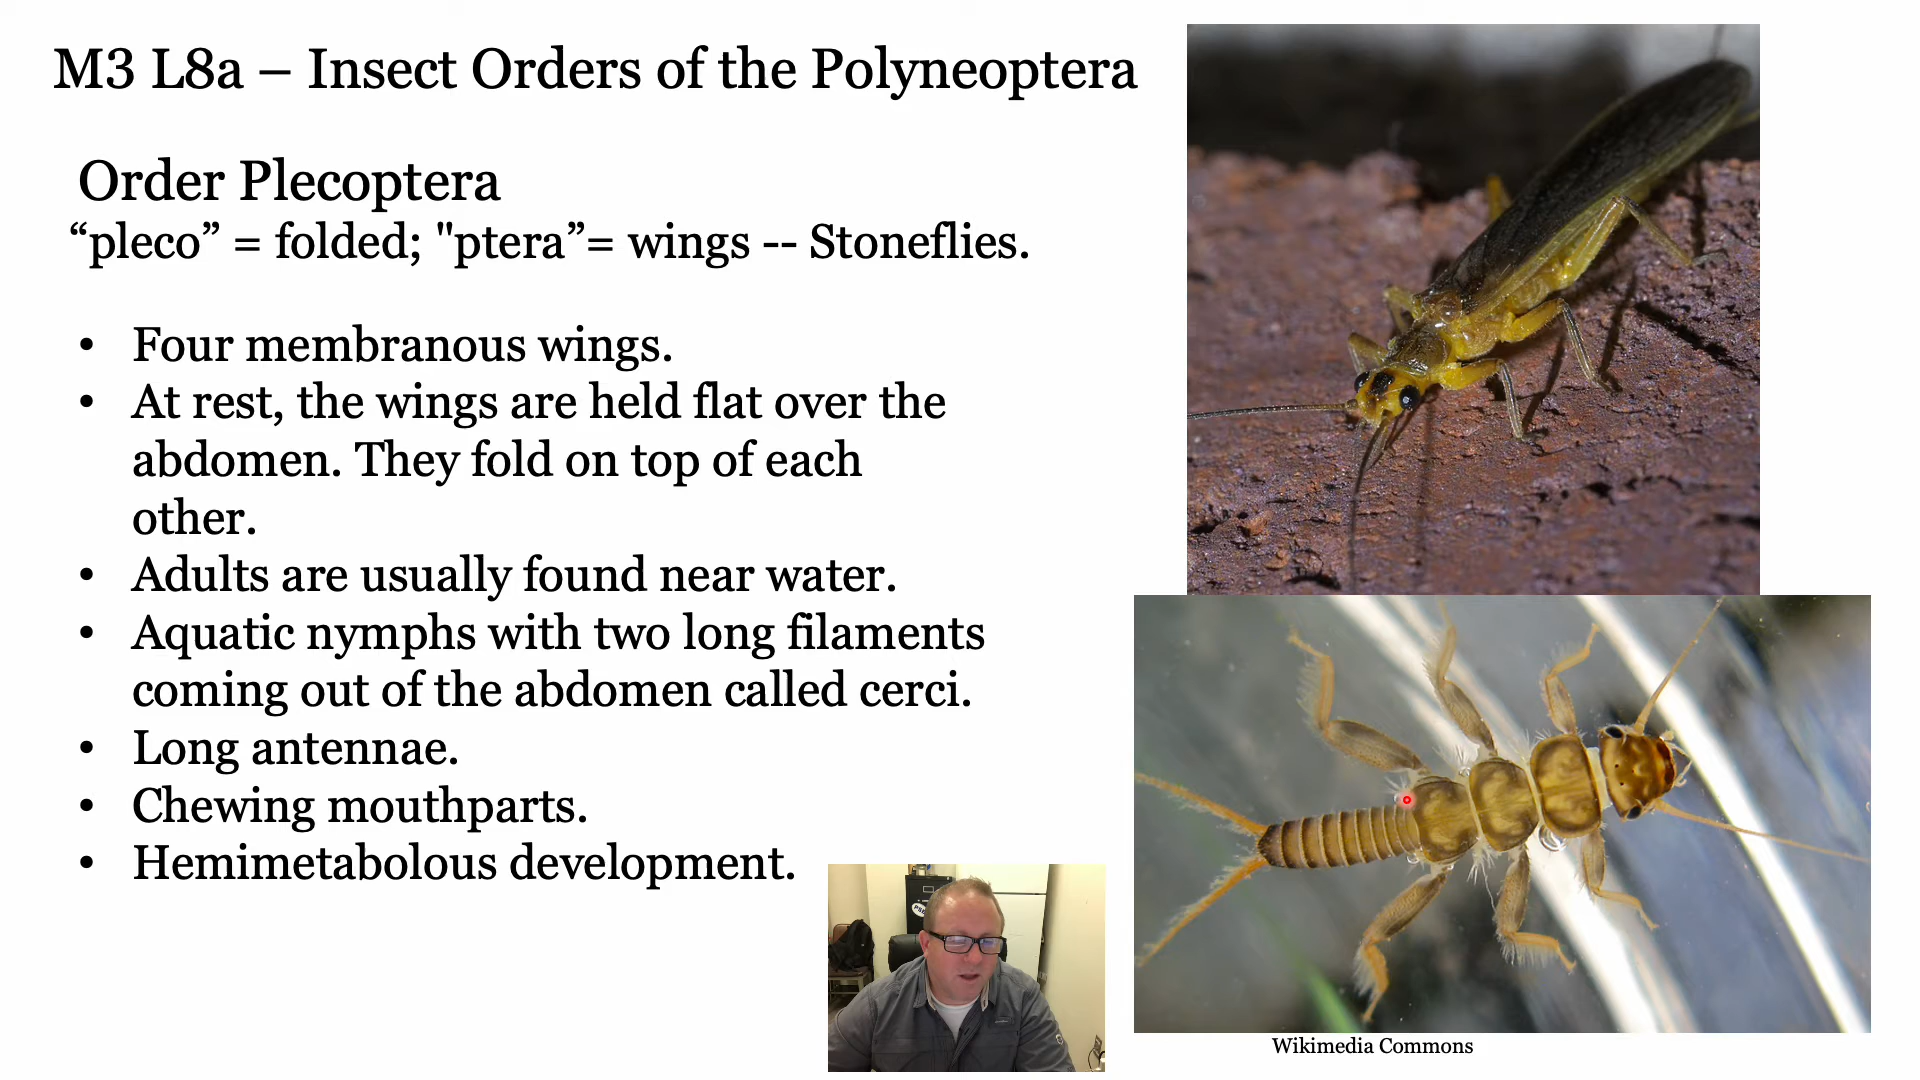 M3 L8a – Insect Orders of the Polyneoptera
Order Plecoptera
“pleco” = folded; "ptera”= wings -- Stoneflies.
• Four membranous wings.
• At rest, the wings are held flat over the
abdomen. They fold on top of each
other.
• Adults are usually found near water.
• Aquatic nymphs with two long filaments
coming out of the abdomen called cerci.
• Long antennae.
• Chewing mouthparts.
• Hemimetabolous development.
Wikimedia Commons